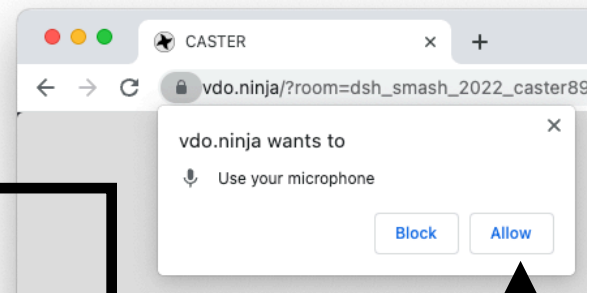 CASTER
vdo.ninja/?room=dsh_smash_2022_caster89
vdo.ninja wants to
Use your microphone
Block Allow